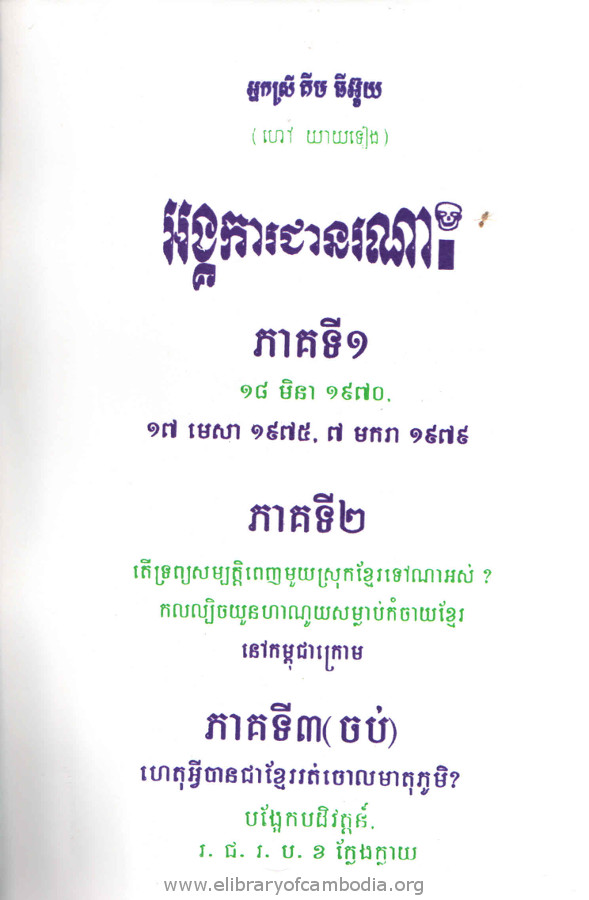 អ្នកស្រី គីម ធីអ៊ូយ
(ហៅ យាយទៀង)
អង្គការជានរណា
ភាគទី១
១៨ មិនា ១៩៧០.
១៧ មេសា ១៩៧៥. ៧ មករា ១៩៧៩
ភាគទី២
តើទ្រព្យសម្បត្តិពេញមួយស្រុកខ្មែរទៅណាអស់ ?
កលល្បិចយួនហាណូយសម្លាប់កំចាយខ្មែរ
នៅកម្ពុជាក្រោម
ភាគទី៣(ចប់)
ហេតុអ្វីបានជាខ្មែររត់ចោលមាតុភូមិ?
បង្អែកបដិវត្តន៍.
រ. ជ. រ. ប. ខ ក្លែងក្លាយ
www.elibraryofcambodia.org